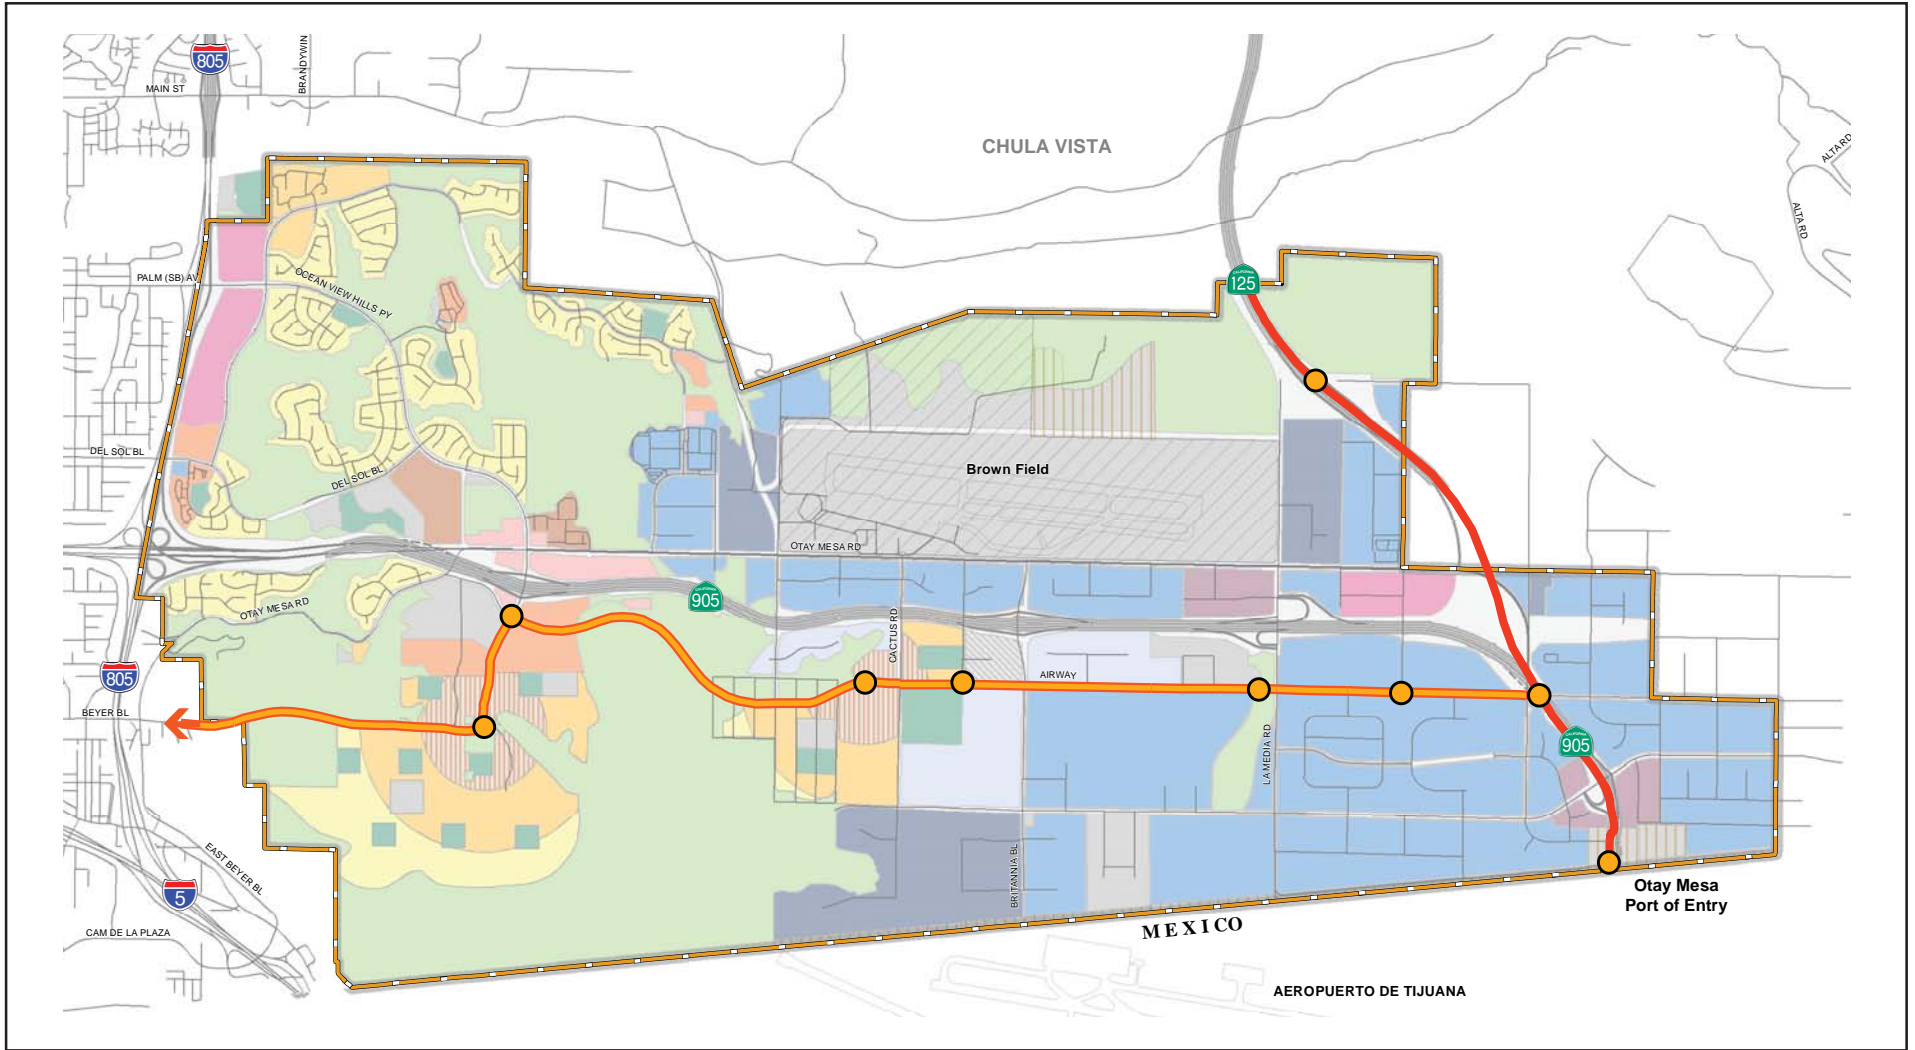 805
MAIN ST
BRANDYWIN
CHULA VISTA
ALTA RD
ALTA RD
PALM (SB) AV
OCEAN VIEW HILLS PY
CALIFORNIA
125
DEL SOL BL
DEL SOL BL
Brown Field
OTAY MESA RD
OTAY MESA RD
CALIFORNIA
905
CACTUS RD
805
AIRWAY
BEYER BL
LA MEDIA RD
CALIFORNIA
905
EAST BEYER BL
BRITANNIA BL
5
Otay Mesa
Port of Entry
CAM DE LA PLAZA
MEXICO
AEROPUERTO DE TIJUANA